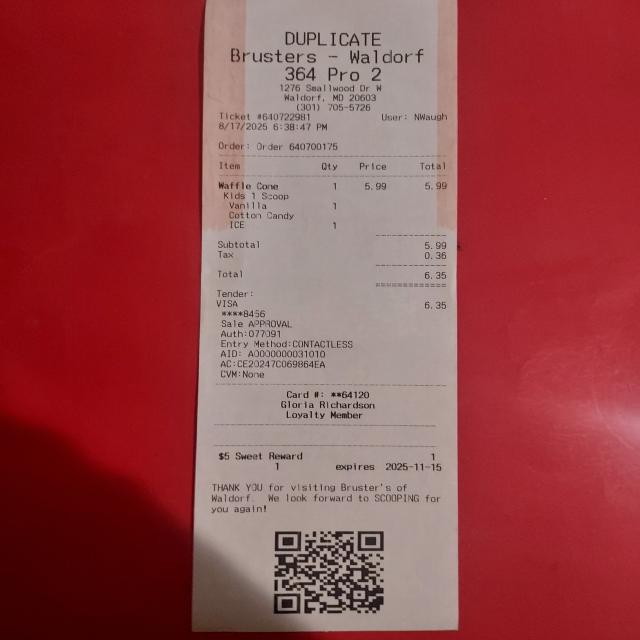 DUPLICATE
Brusters - Waldorf
364 Pro 2
1276 Smallwood Dr W
Waldorf, MD 20603
(301) 705-5726
Ticket #640722981 User: NWaugh
8/17/2025 6:38:47 PM
Order: Order 640700175
Item Qty Price Total
Waffle Cone 1 5.99 5.99
Kids 1 Scoop
Vanilla 1
Cotton Candy
ICE 1
Subtotal 5.99
Tax 0.36
Total 6.35
Tender:
VISA 6.35
****8456
Sale APPROVAL
Auth:077091
Entry Method:CONTACTLESS
AID: A0000000031010
AC:CE20247C069864EA
CVM:None
Card #: **64120
Gloria Richardson
Loyalty Member
$5 Sweet Reward 1
1 expires 2025-11-15
THANK YOU for visiting Bruster's of
Waldorf. We look forward to SCOOPING for
you again!